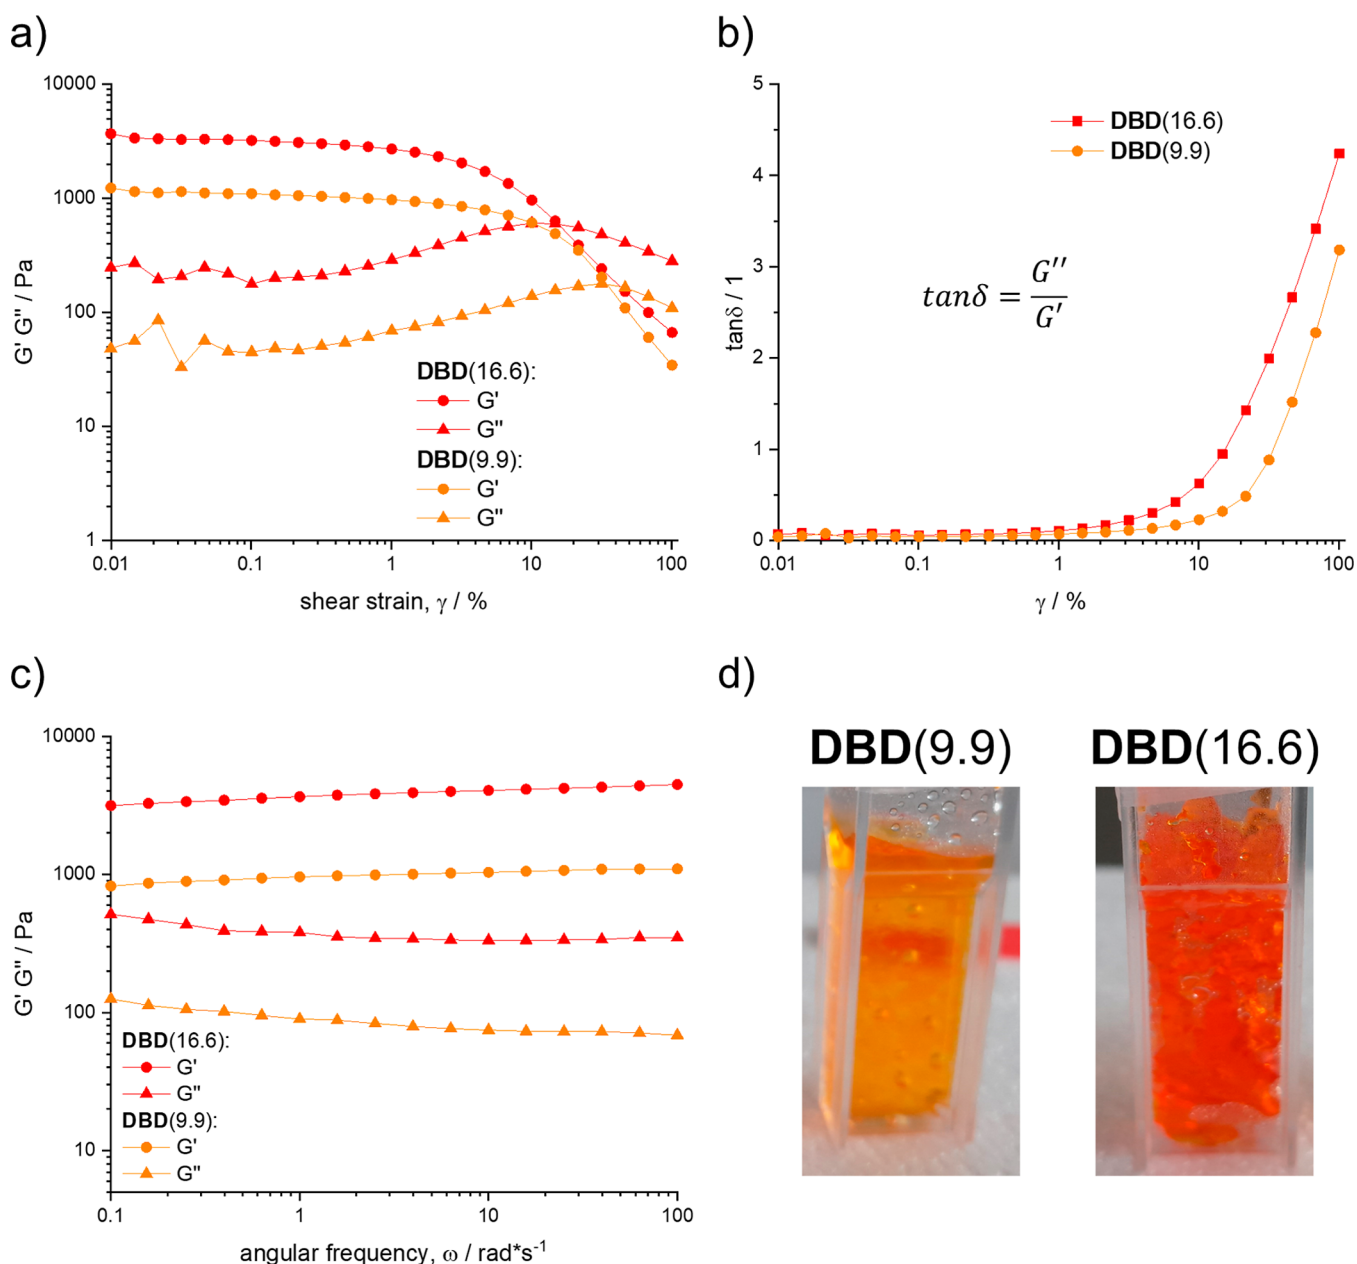 a)
10000
1000
100
10
1
G' G'' / Pa
0.01
0.1
1
10
100
shear strain, γ / %
DBD(16.6):
G'
G''
DBD(9.9):
G'
G''
b)
5
4
3
2
1
0
tanδ / 1
DBD(16.6)
DBD(9.9)
tanδ = G'' / G'
0.01
0.1
1
10
100
γ / %
c)
10000
1000
100
10
G' G'' / Pa
DBD(16.6):
G'
G''
DBD(9.9):
G'
G''
0.1
1
10
100
angular frequency, ω / rad*s⁻¹
d)
DBD(9.9)
DBD(16.6)